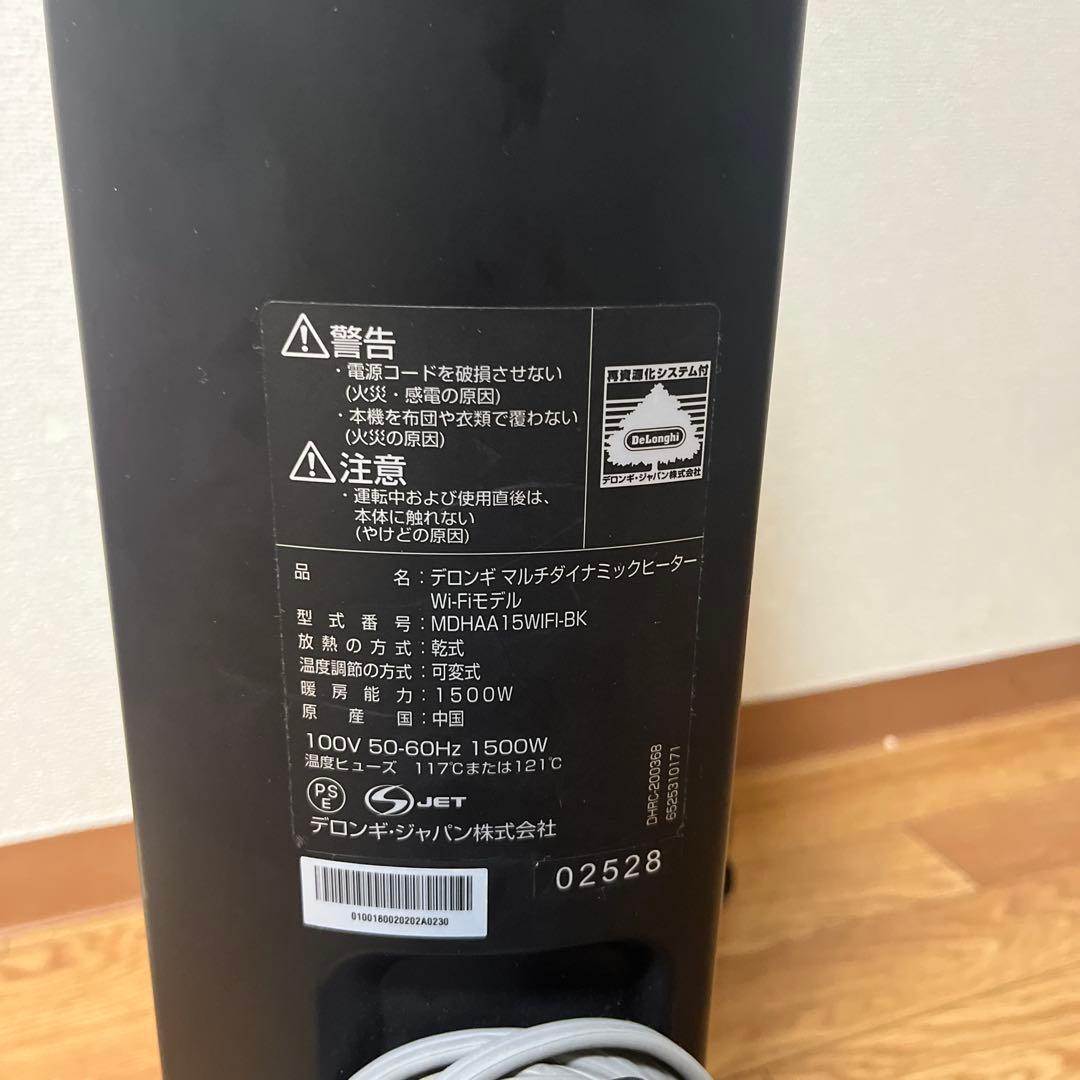 警告
・電源コードを破損させない
(火災・感電の原因)
・本機を布団や衣類で覆わない
(火災の原因)
注意
・運転中および使用直後は、
本体に触れない
(やけどの原因)
再資源化システム付
DeLonghi
デロンギ・ジャパン株式会社
品名：デロンギ マルチダイナミックヒーター
Wi-Fiモデル
型式番号：MDHAA15WIFI-BK
放熱の方式：乾式
温度調節の方式：可変式
暖房能力：1500W
原産国：中国
100V 50-60Hz 1500W
温度ヒューズ 117℃または121℃
PSE
JET
デロンギ・ジャパン株式会社
DHRC-200368
6525310171
02528
0100180020202A0230